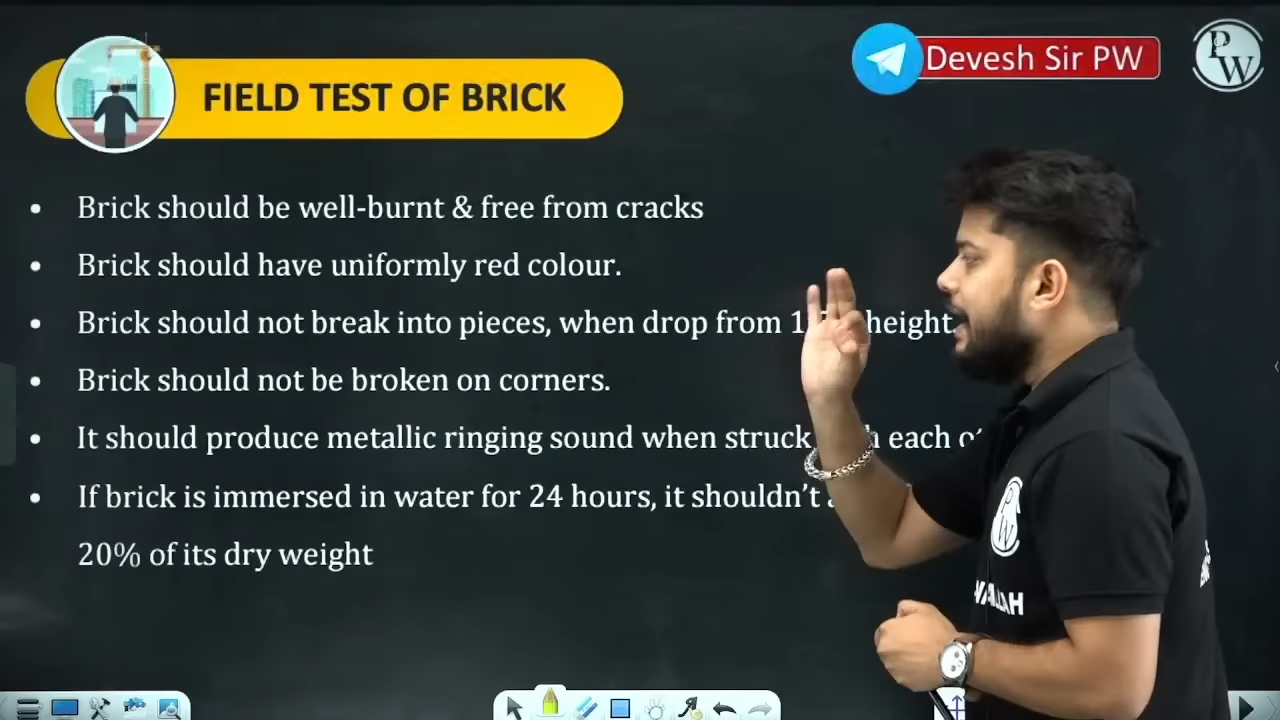 FIELD TEST OF BRICK
Devesh Sir PW
PW
• Brick should be well-burnt & free from cracks
• Brick should have uniformly red colour.
• Brick should not break into pieces, when drop from height.
• Brick should not be broken on corners.
• It should produce metallic ringing sound when struck each
• If brick is immersed in water for 24 hours, it shouldn’t
20% of its dry weight